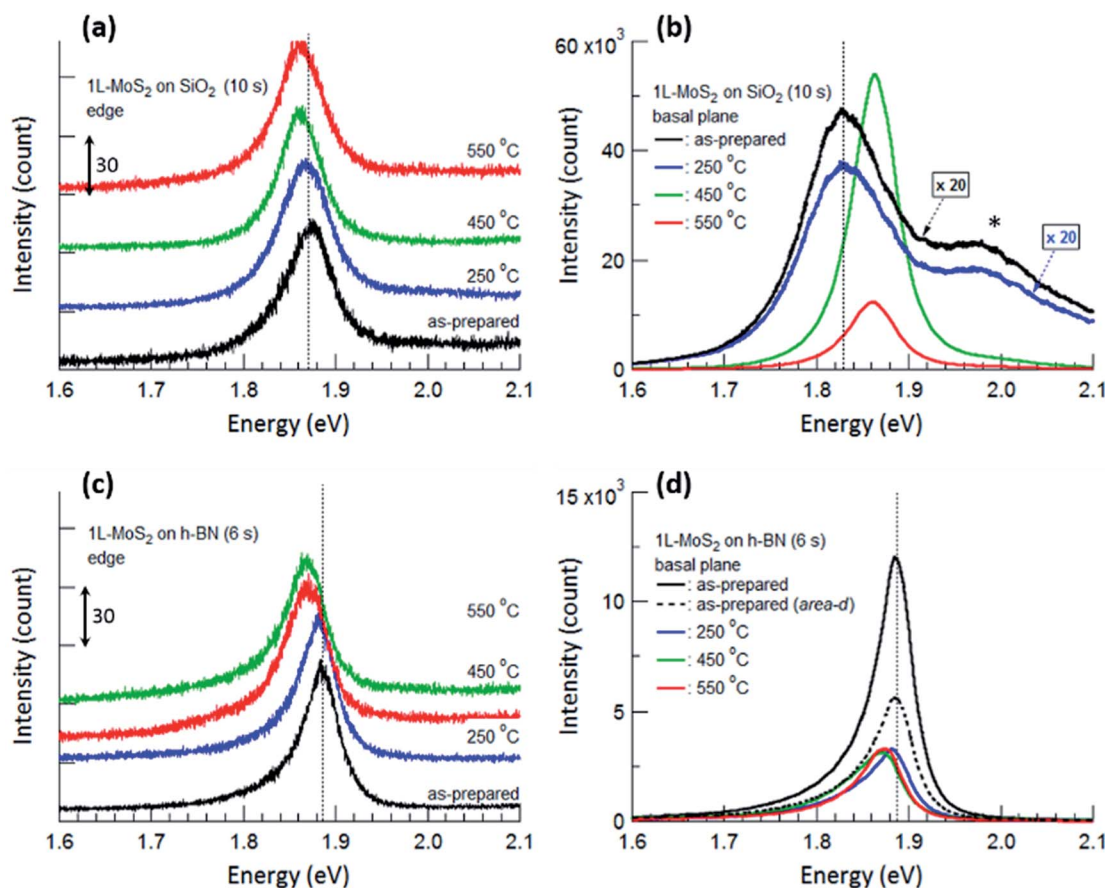 (a)
1L-MoS₂ on SiO₂ (10 s)
edge
30
550 °C
450 °C
250 °C
as-prepared
Intensity (count)
1.6 1.7 1.8 1.9 2.0 2.1
Energy (eV)
(b)
60 x10³
40
20
0
1L-MoS₂ on SiO₂ (10 s)
basal plane
: as-prepared
: 250 °C
: 450 °C
: 550 °C
x 20
*
x 20
Intensity (count)
1.6 1.7 1.8 1.9 2.0 2.1
Energy (eV)
(c)
1L-MoS₂ on h-BN (6 s)
edge
30
550 °C
450 °C
250 °C
as-prepared
Intensity (count)
1.6 1.7 1.8 1.9 2.0 2.1
Energy (eV)
(d)
15 x10³
10
5
0
1L-MoS₂ on h-BN (6 s)
basal plane
: as-prepared
: as-prepared (area-d)
: 250 °C
: 450 °C
: 550 °C
Intensity (count)
1.6 1.7 1.8 1.9 2.0 2.1
Energy (eV)